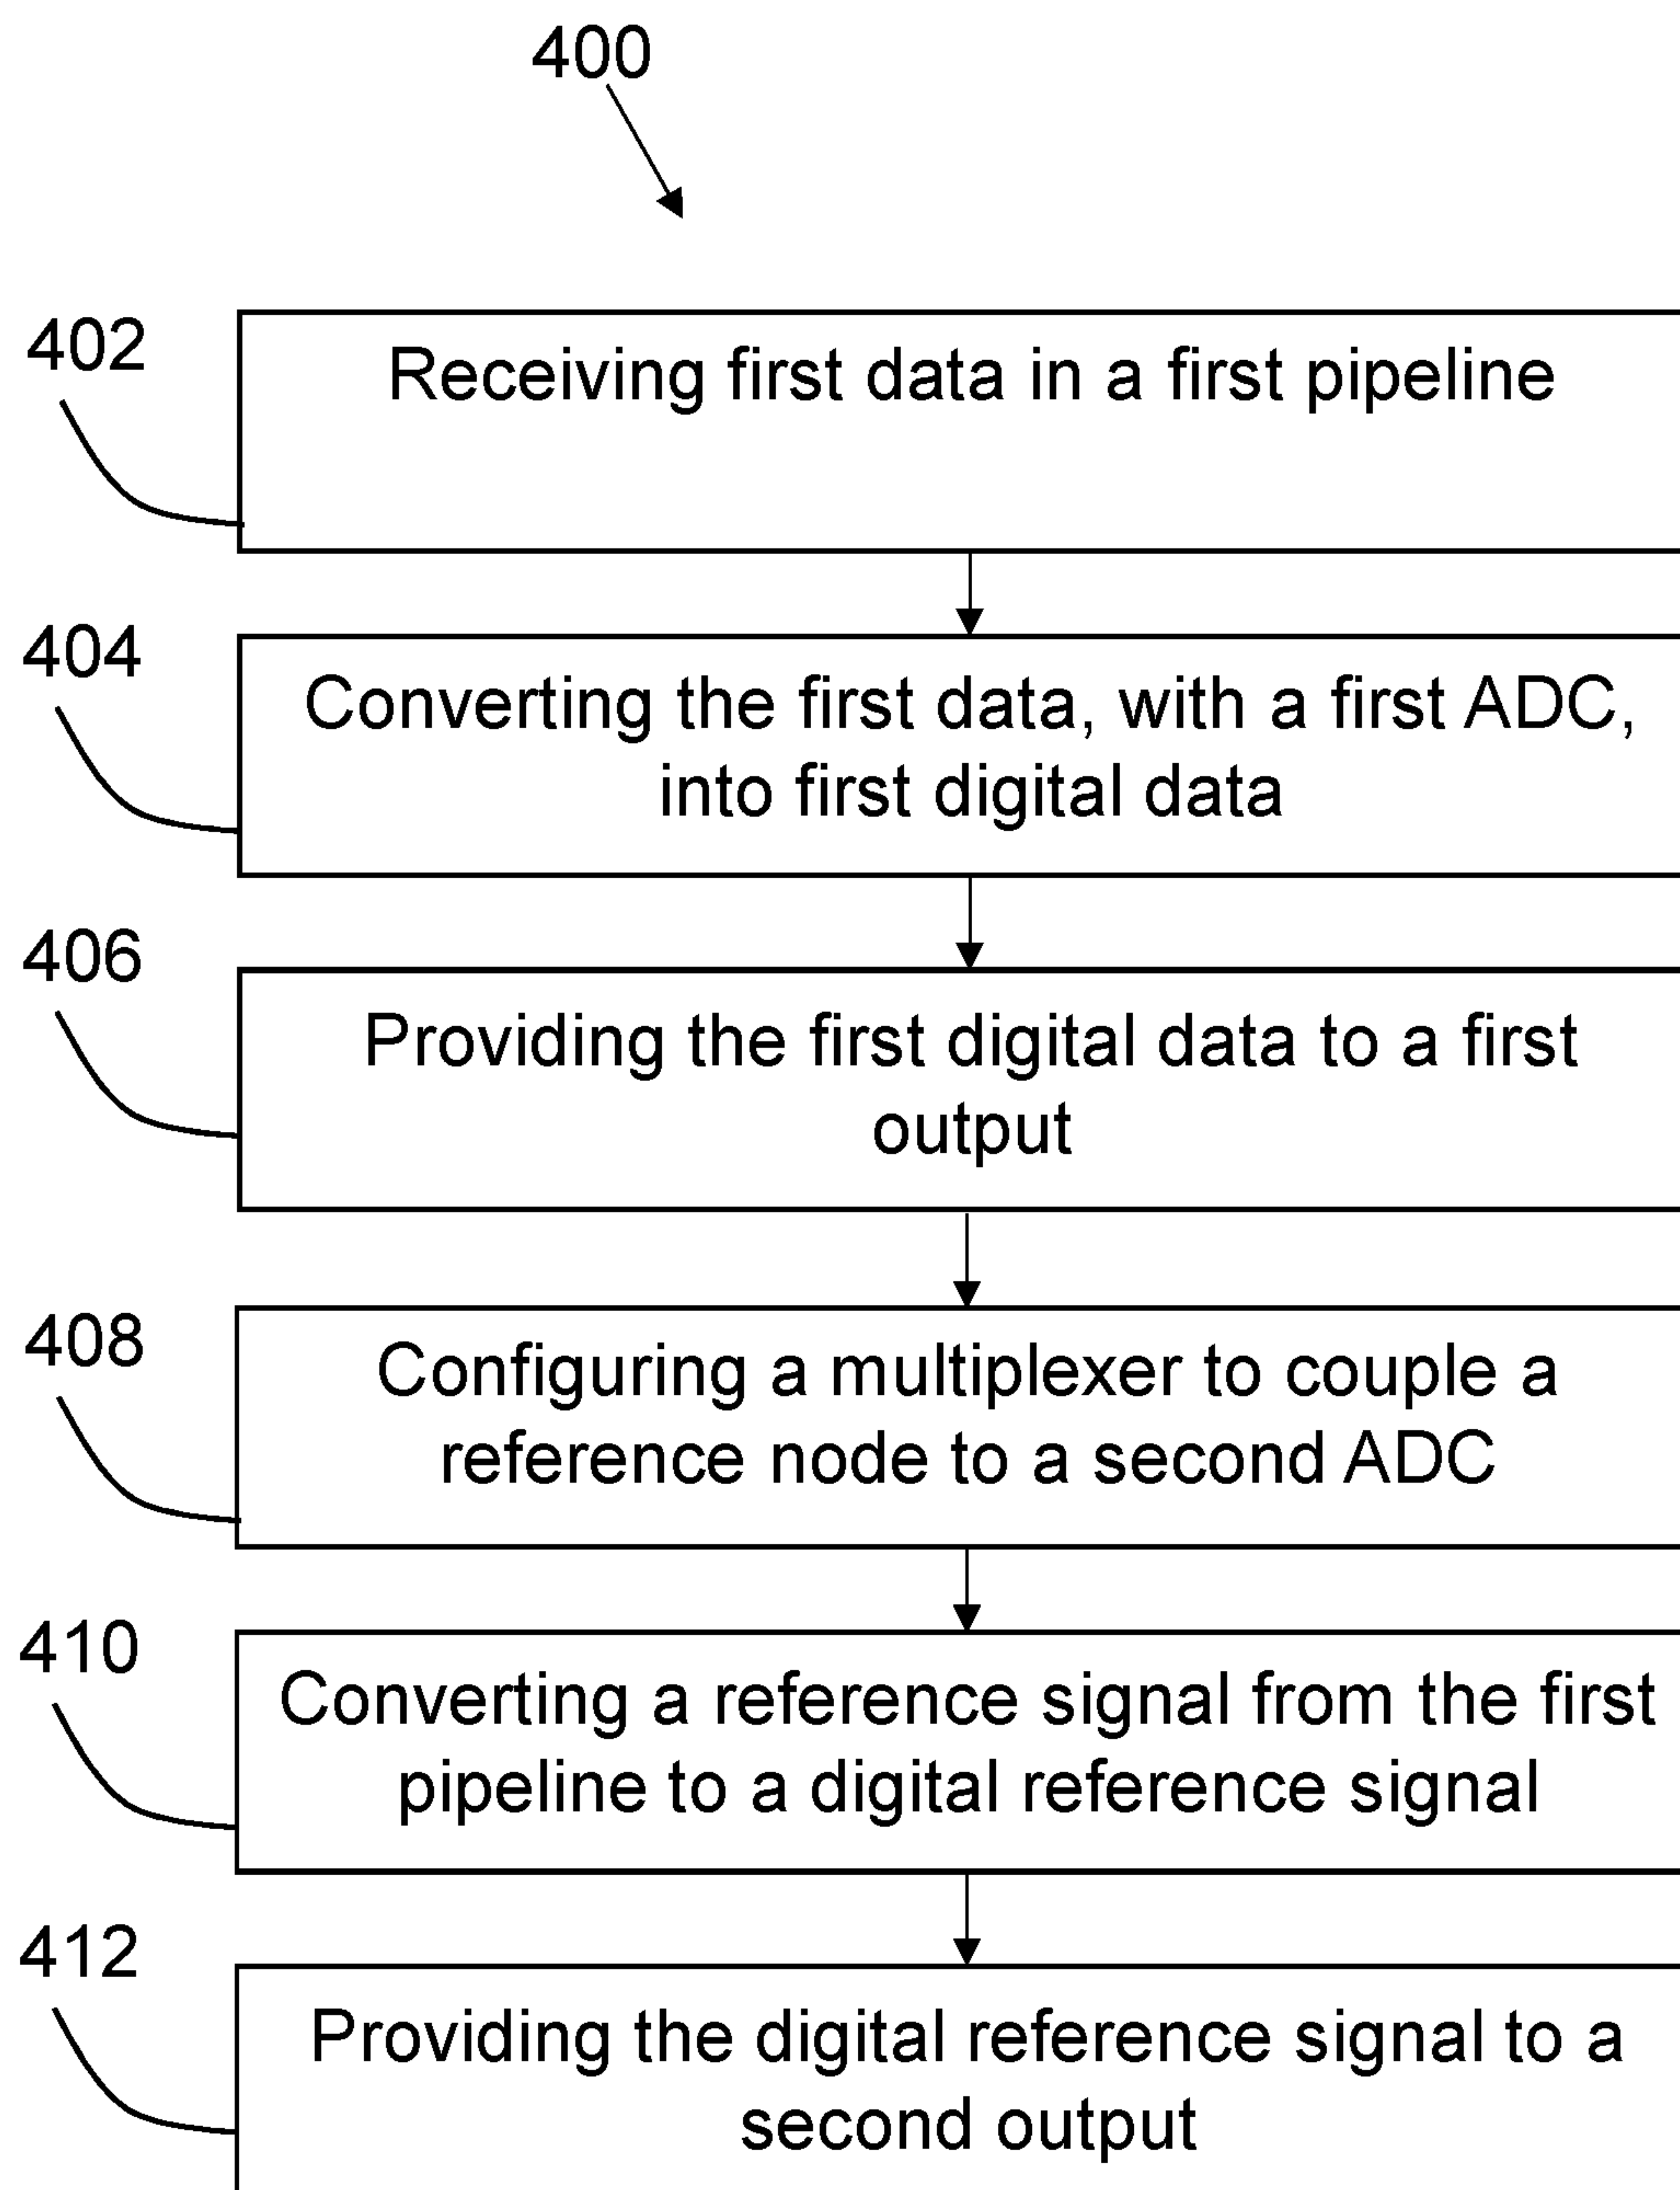 400
402
Receiving first data in a first pipeline
404
Converting the first data, with a first ADC,
into first digital data
406
Providing the first digital data to a first
output
408
Configuring a multiplexer to couple a
reference node to a second ADC
410
Converting a reference signal from the first
pipeline to a digital reference signal
412
Providing the digital reference signal to a
second output